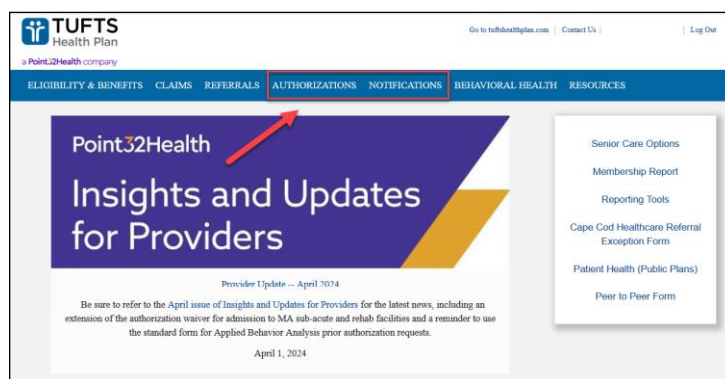 TUFTS
Health Plan
a Point32Health company
Go to tuftshealthplan.com | Contact Us | | Log Out
ELIGIBILITY & BENEFITS CLAIMS REFERRALS AUTHORIZATIONS NOTIFICATIONS BEHAVIORAL HEALTH RESOURCES
Point32Health
Insights and Updates
for Providers
Provider Update -- April 2024
Be sure to refer to the April issue of Insights and Updates for Providers for the latest news, including an
extension of the authorization waiver for admission to MA sub-acute and rehab facilities and a reminder to use
the standard form for Applied Behavior Analysis prior authorization requests.
April 1, 2024
Senior Care Options
Membership Report
Reporting Tools
Cape Cod Healthcare Referral
Exception Form
Patient Health (Public Plans)
Peer to Peer Form